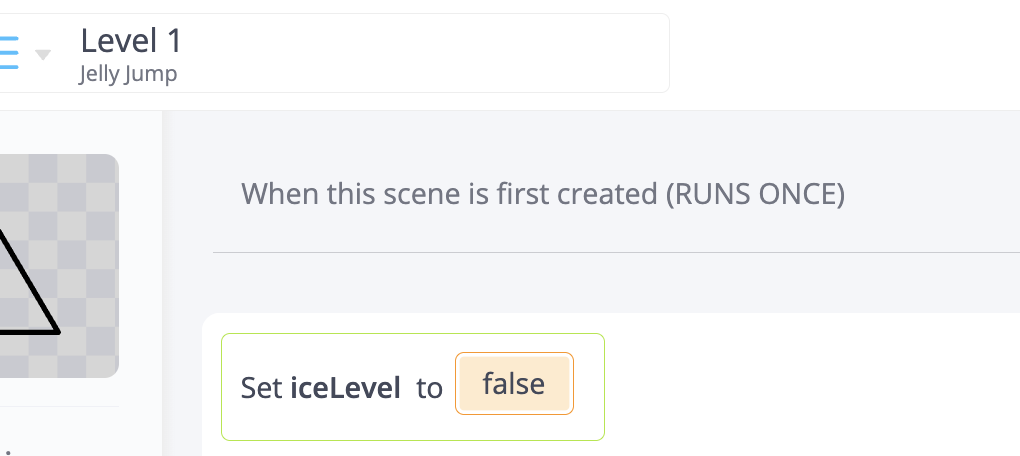 Level 1
Jelly Jump
When this scene is first created (RUNS ONCE)
Set iceLevel to false